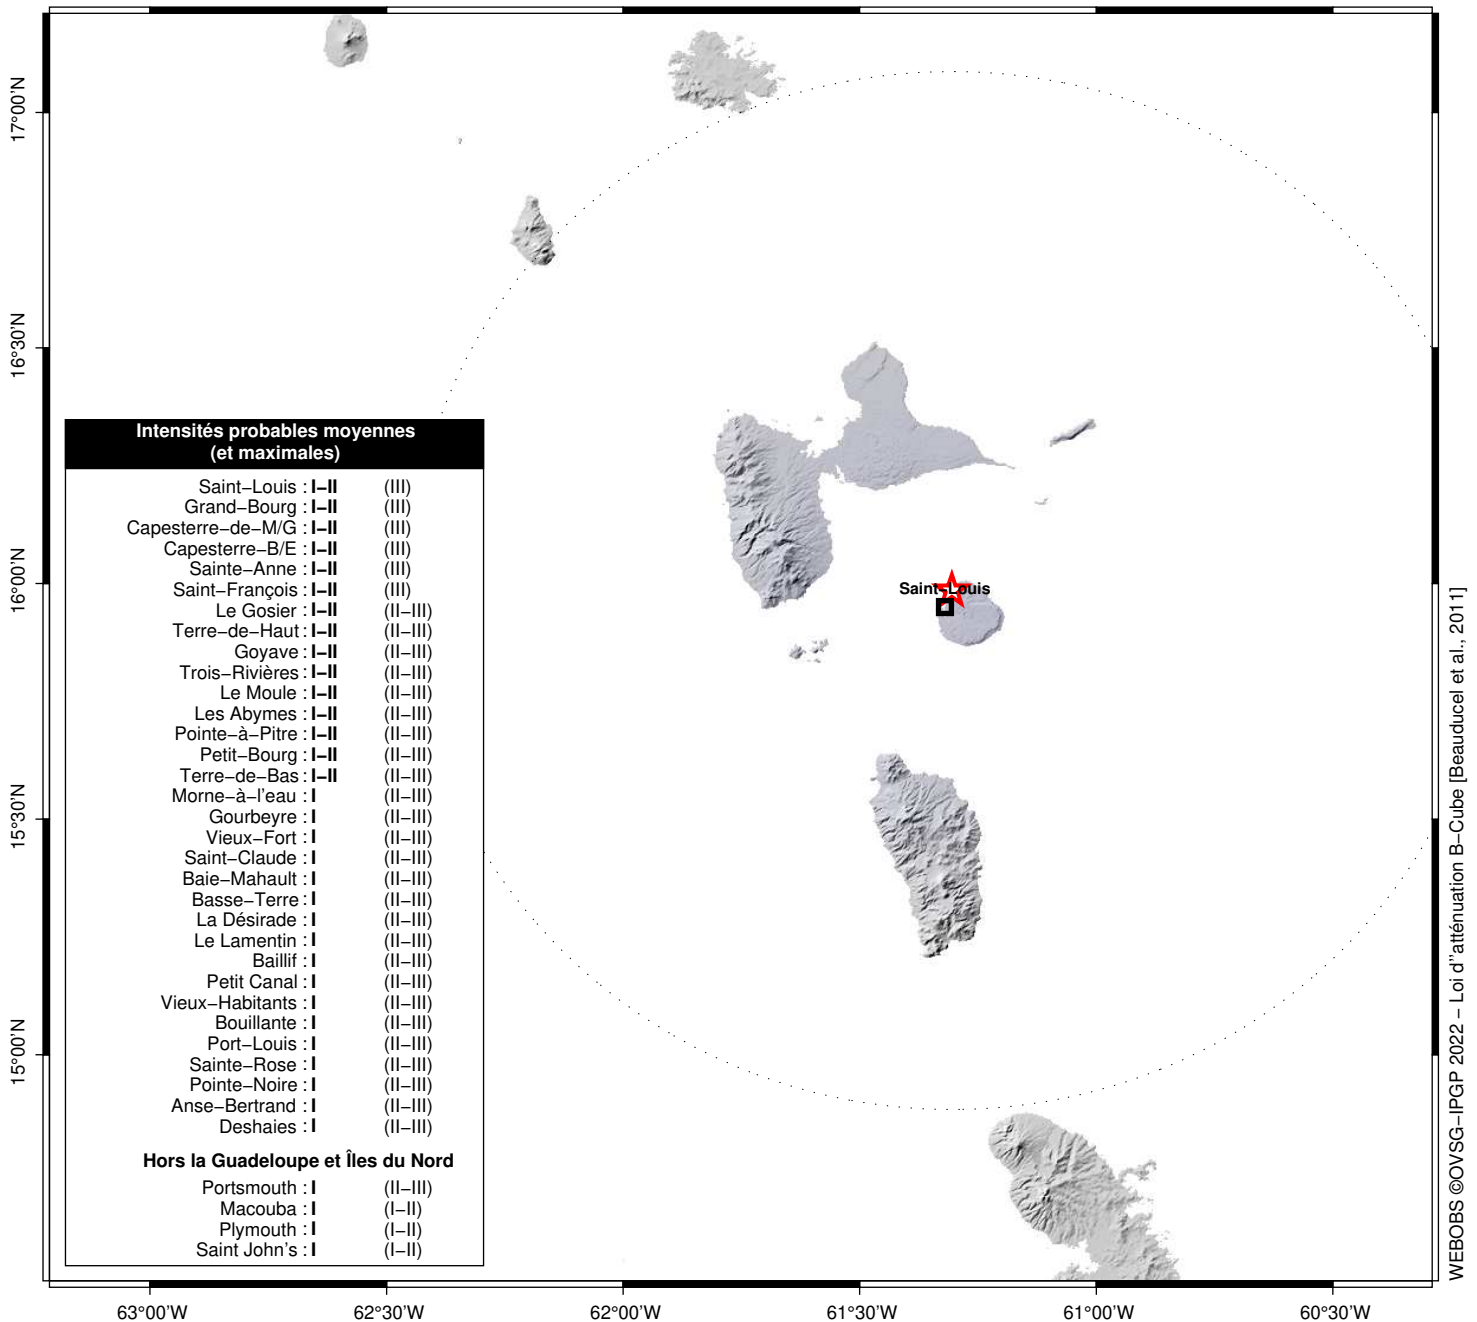 17°00'N
16°30'N
16°00'N
15°30'N
15°00'N
Intensités probables moyennes
(et maximales)
Saint−Louis : I−II (III)
Grand−Bourg : I−II (III)
Capesterre−de−M/G : I−II (III)
Capesterre−B/E : I−II (III)
Sainte−Anne : I−II (III)
Saint−François : I−II (III)
Le Gosier : I−II (II−III)
Terre−de−Haut : I−II (II−III)
Goyave : I−II (II−III)
Trois−Rivières : I−II (II−III)
Le Moule : I−II (II−III)
Les Abymes : I−II (II−III)
Pointe−à−Pitre : I−II (II−III)
Petit−Bourg : I−II (II−III)
Terre−de−Bas : I−II (II−III)
Morne−à−l'eau : I (II−III)
Gourbeyre : I (II−III)
Vieux−Fort : I (II−III)
Saint−Claude : I (II−III)
Baie−Mahault : I (II−III)
Basse−Terre : I (II−III)
La Désirade : I (II−III)
Le Lamentin : I (II−III)
Baillif : I (II−III)
Petit Canal : I (II−III)
Vieux−Habitants : I (II−III)
Bouillante : I (II−III)
Port−Louis : I (II−III)
Sainte−Rose : I (II−III)
Pointe−Noire : I (II−III)
Anse−Bertrand : I (II−III)
Deshaies : I (II−III)
Hors la Guadeloupe et Îles du Nord
Portsmouth : I (II−III)
Macouba : I (I−II)
Plymouth : I (I−II)
Saint John's : I (I−II)
Saint−Louis
63°00'W 62°30'W 62°00'W 61°30'W 61°00'W 60°30'W
WEBOBS ©OVSG−IPGP 2022 − Loi d''atténuation B−Cube [Beauducel et al., 2011]